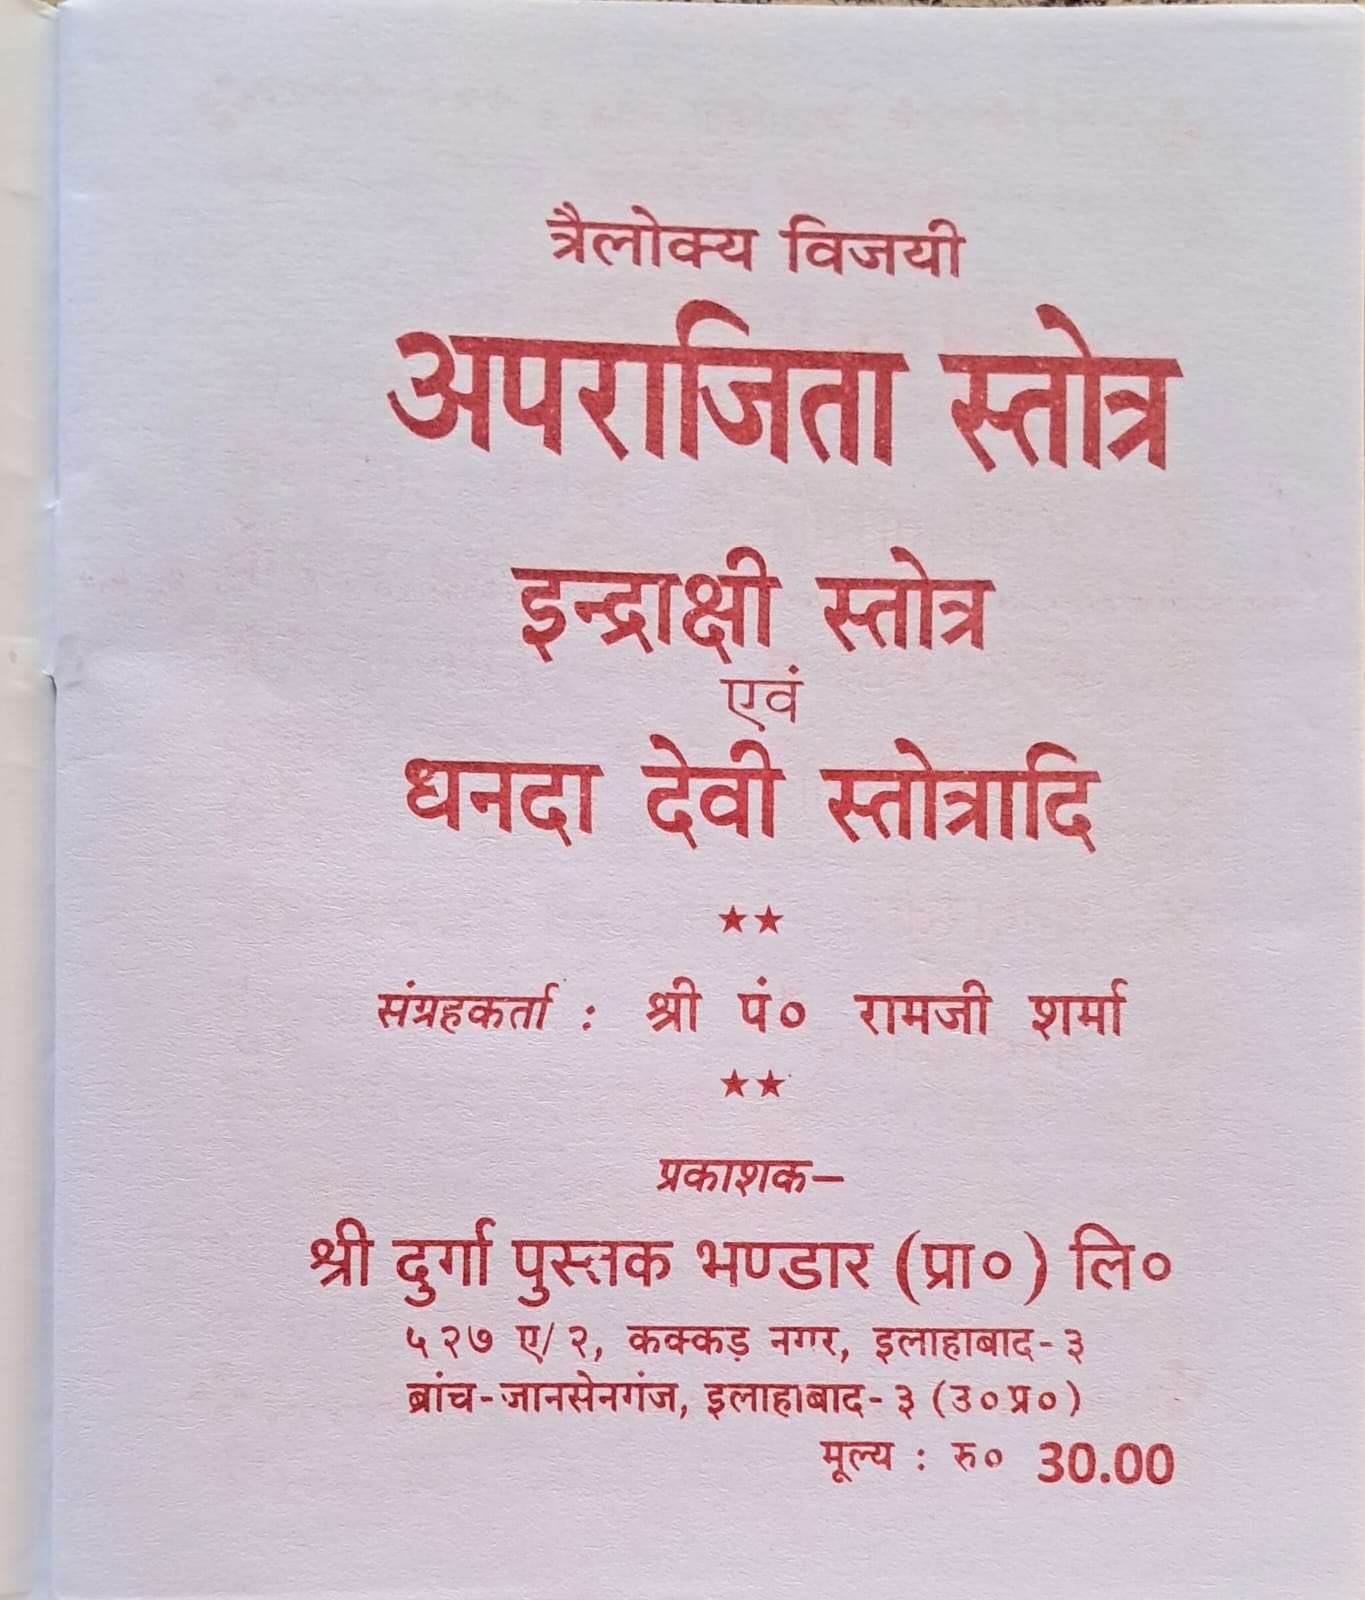 त्रैलोक्य विजयी
अपराजिता स्तोत्र
इन्द्राक्षी स्तोत्र
एवं
धनदा देवी स्तोत्रादि
★★
संग्रहकर्ता : श्री पं० रामजी शर्मा
★★
प्रकाशक–
श्री दुर्गा पुस्तक भण्डार (प्रा०) लि०
५२७ ए/२, कक्कड़ नगर, इलाहाबाद-३
ब्रांच-जानसेनगंज, इलाहाबाद-३ (उ०प्र०)
मूल्य : रु० 30.00